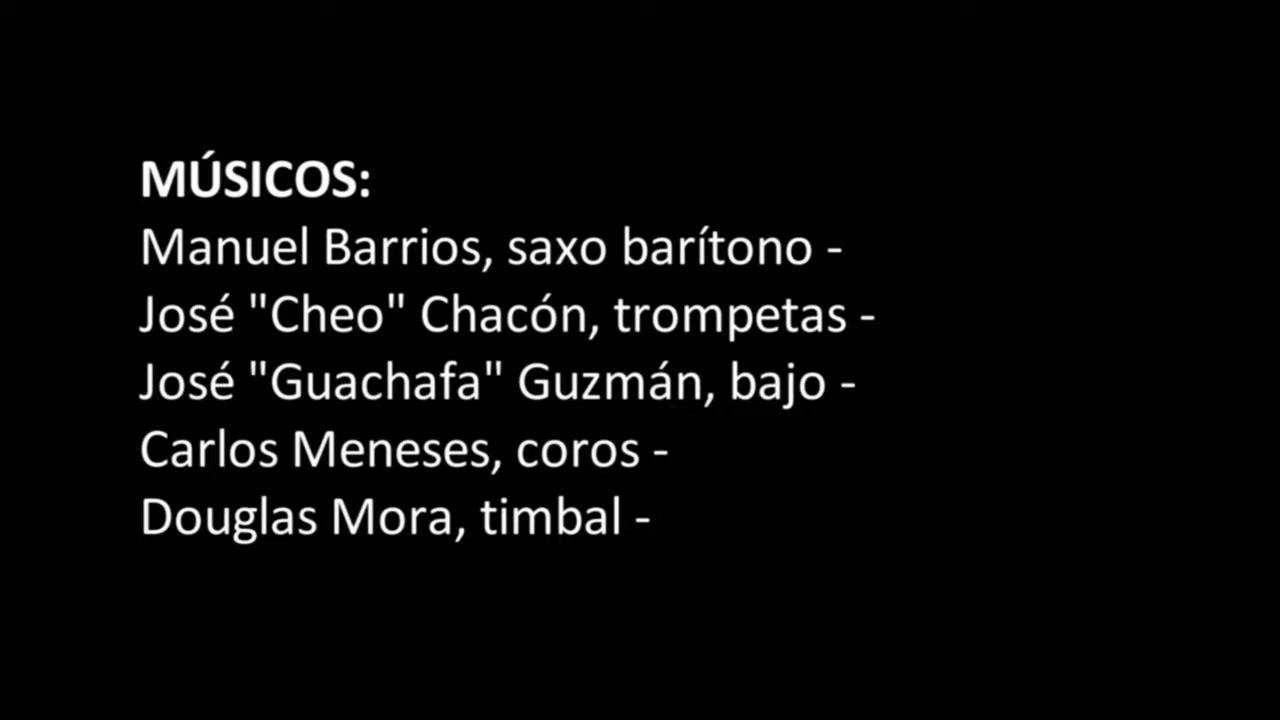 MÚSICOS:
Manuel Barrios, saxo barítono -
José "Cheo" Chacón, trompetas -
José "Guachafa" Guzmán, bajo -
Carlos Meneses, coros -
Douglas Mora, timbal -